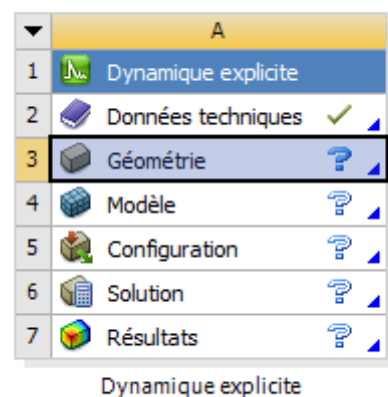 A
1 Dynamique explicite
2 Données techniques
3 Géométrie
4 Modèle
5 Configuration
6 Solution
7 Résultats
Dynamique explicite